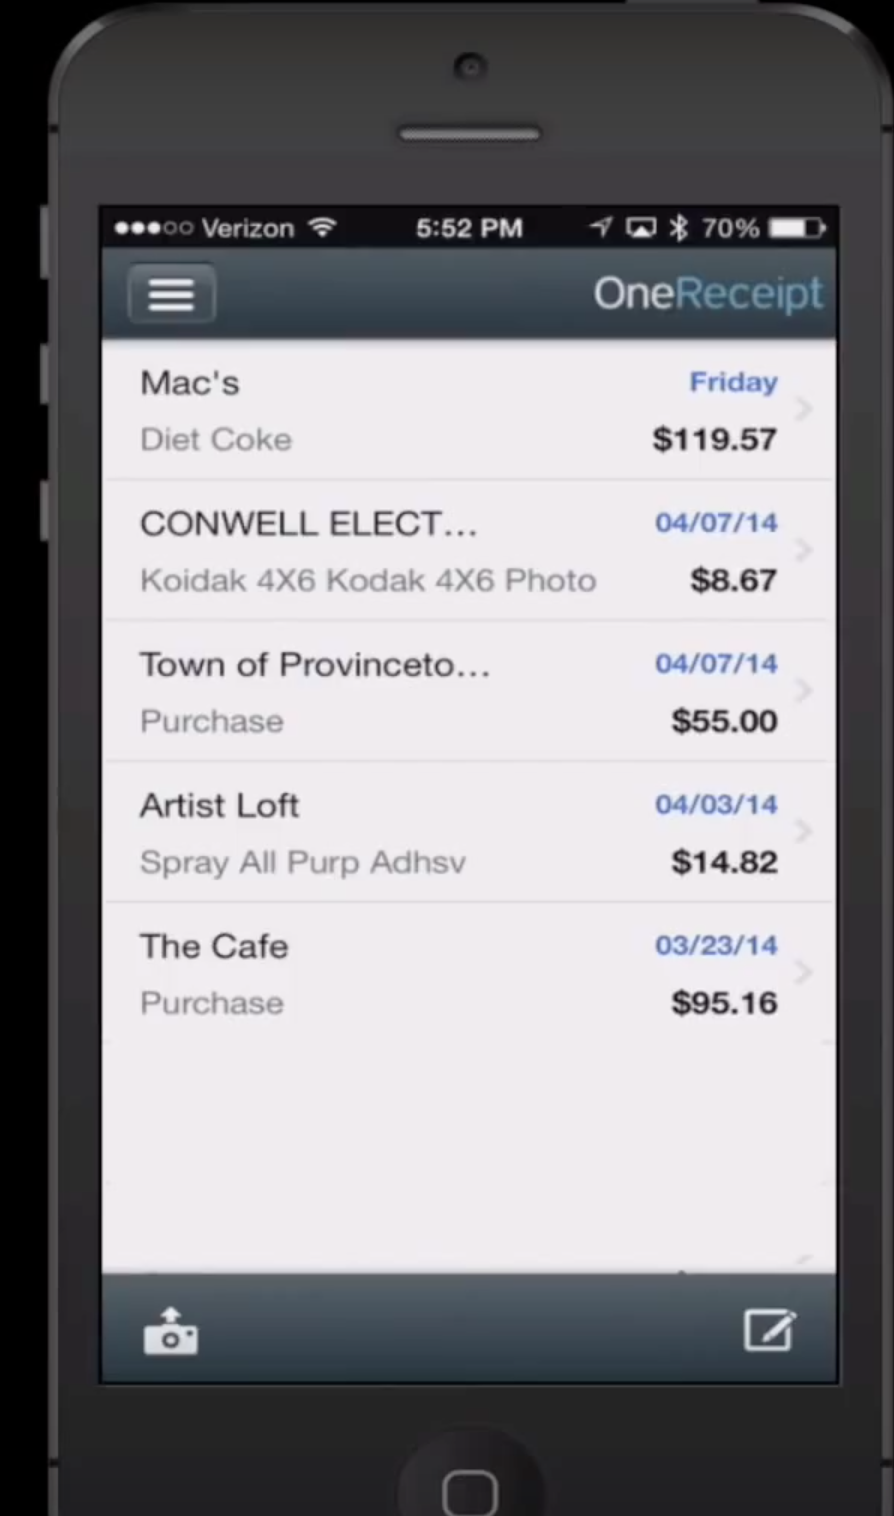 ●●●○○ Verizon 5:52 PM 70%
OneReceipt
Mac's Friday
Diet Coke $119.57
CONWELL ELECT... 04/07/14
Koidak 4X6 Kodak 4X6 Photo $8.67
Town of Provinceto... 04/07/14
Purchase $55.00
Artist Loft 04/03/14
Spray All Purp Adhsv $14.82
The Cafe 03/23/14
Purchase $95.16